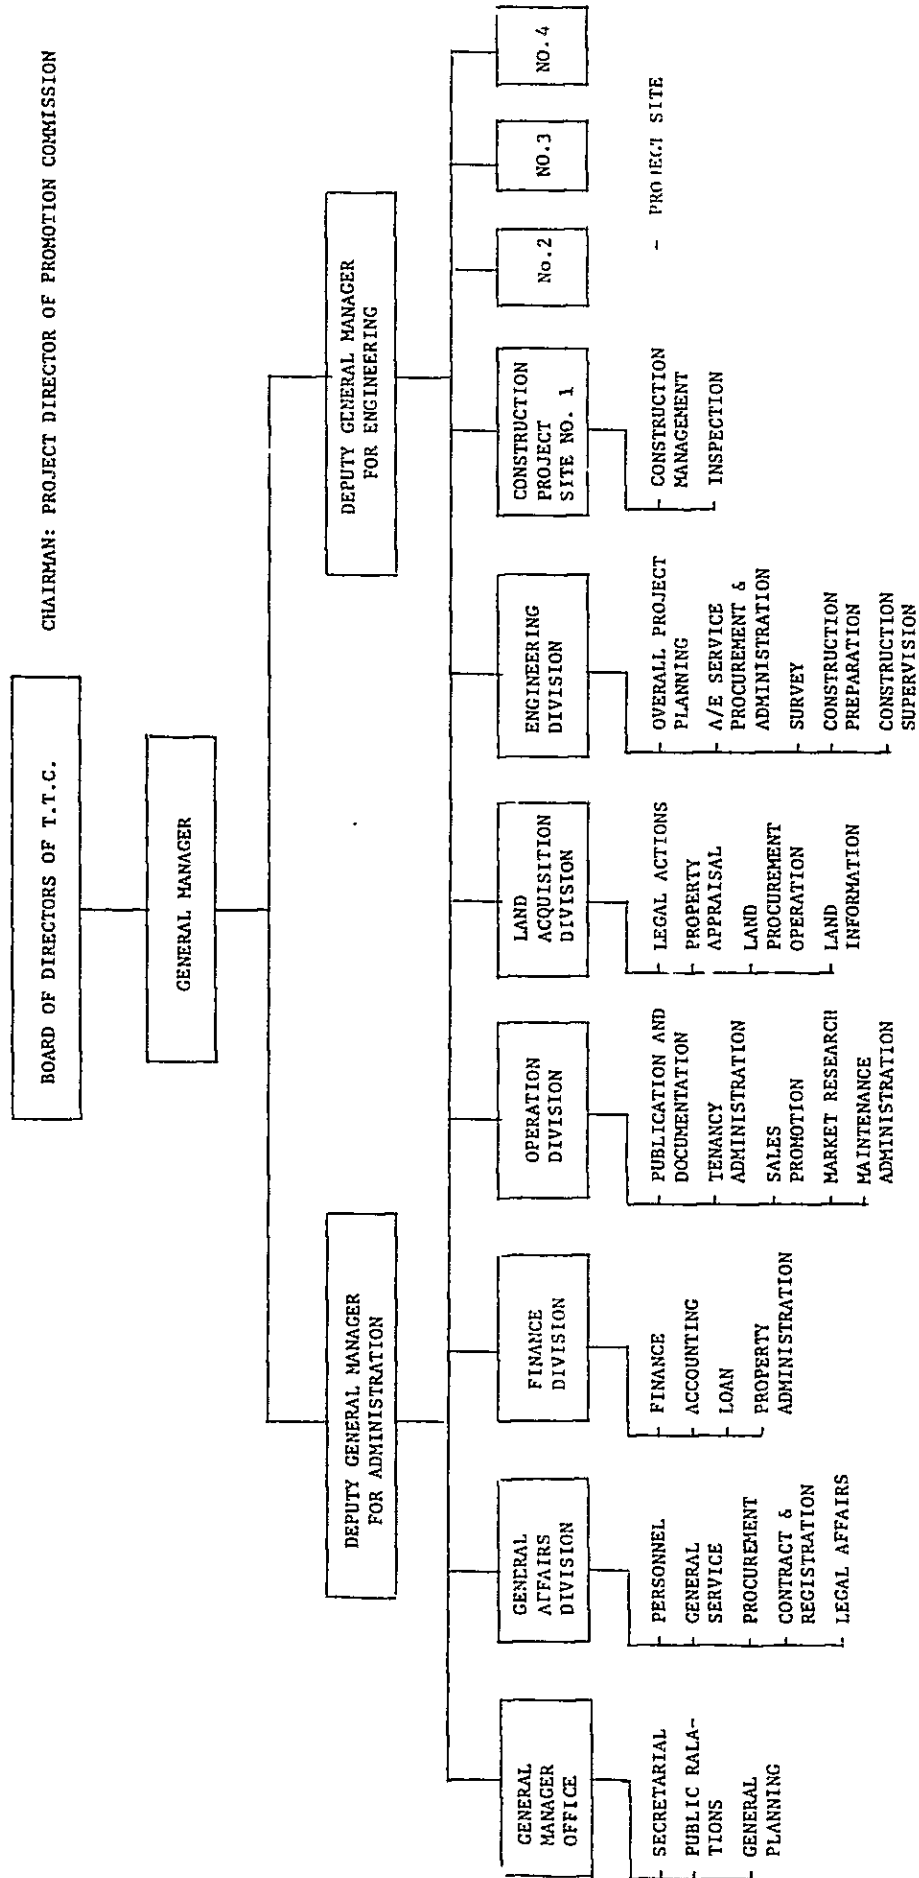 BOARD OF DIRECTORS OF T.T.C.
CHAIRMAN: PROJECT DIRECTOR OF PROMOTION COMMISSION
GENERAL MANAGER
DEPUTY GENERAL MANAGER
FOR ADMINISTRATION
DEPUTY GENERAL MANAGER
FOR ENGINEERING
GENERAL
MANAGER
OFFICE
SECRETARIAL
PUBLIC RALA-
TIONS
GENERAL
PLANNING
GENERAL
AFFAIRS
DIVISION
PERSONNEL
GENERAL
SERVICE
PROCUREMENT
CONTRACT &
REGISTRATION
LEGAL AFFAIRS
FINANCE
DIVISION
FINANCE
ACCOUNTING
LOAN
PROPERTY
ADMINISTRATION
OPERATION
DIVISION
PUBLICATION AND
DOCUMENTATION
TENANCY
ADMINISTRATION
SALES
PROMOTION
MARKET RESEARCH
MAINTENANCE
ADMINISTRATION
LAND
ACQUISITION
DIVISION
LEGAL ACTIONS
PROPERTY
APPRAISAL
LAND
PROCUREMENT
OPERATION
LAND
INFORMATION
ENGINEERING
DIVISION
OVERALL PROJECT
PLANNING
A/E SERVICE
PROCUREMENT &
ADMINISTRATION
SURVEY
CONSTRUCTION
PREPARATION
CONSTRUCTION
SUPERVISION
CONSTRUCTION
PROJECT
SITE NO. 1
CONSTRUCTION
MANAGEMENT
INSPECTION
No.2
NO.3
NO.4
- PROJECT SITE